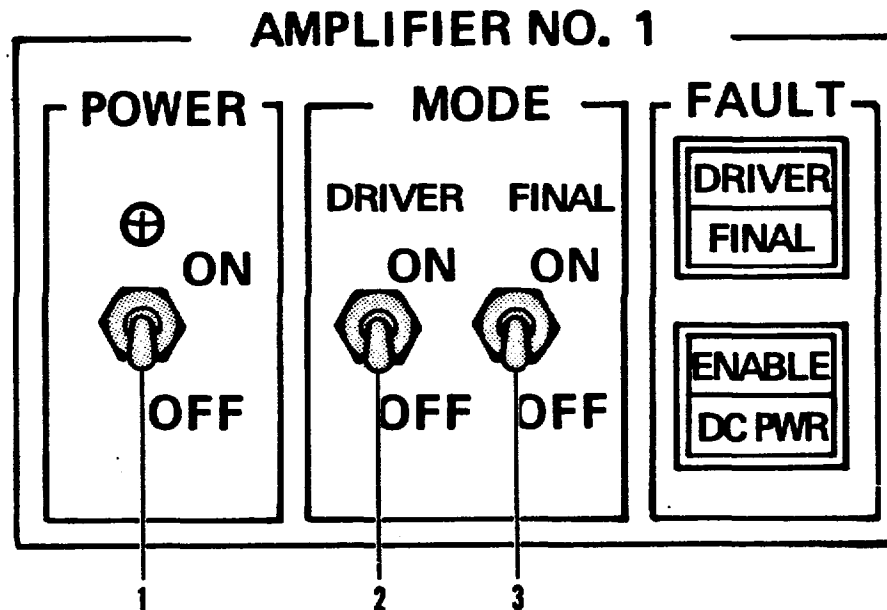 AMPLIFIER NO. 1
POWER
ON
OFF
MODE
DRIVER FINAL
ON ON
OFF OFF
FAULT
DRIVER
FINAL
ENABLE
DC PWR
1 2 3